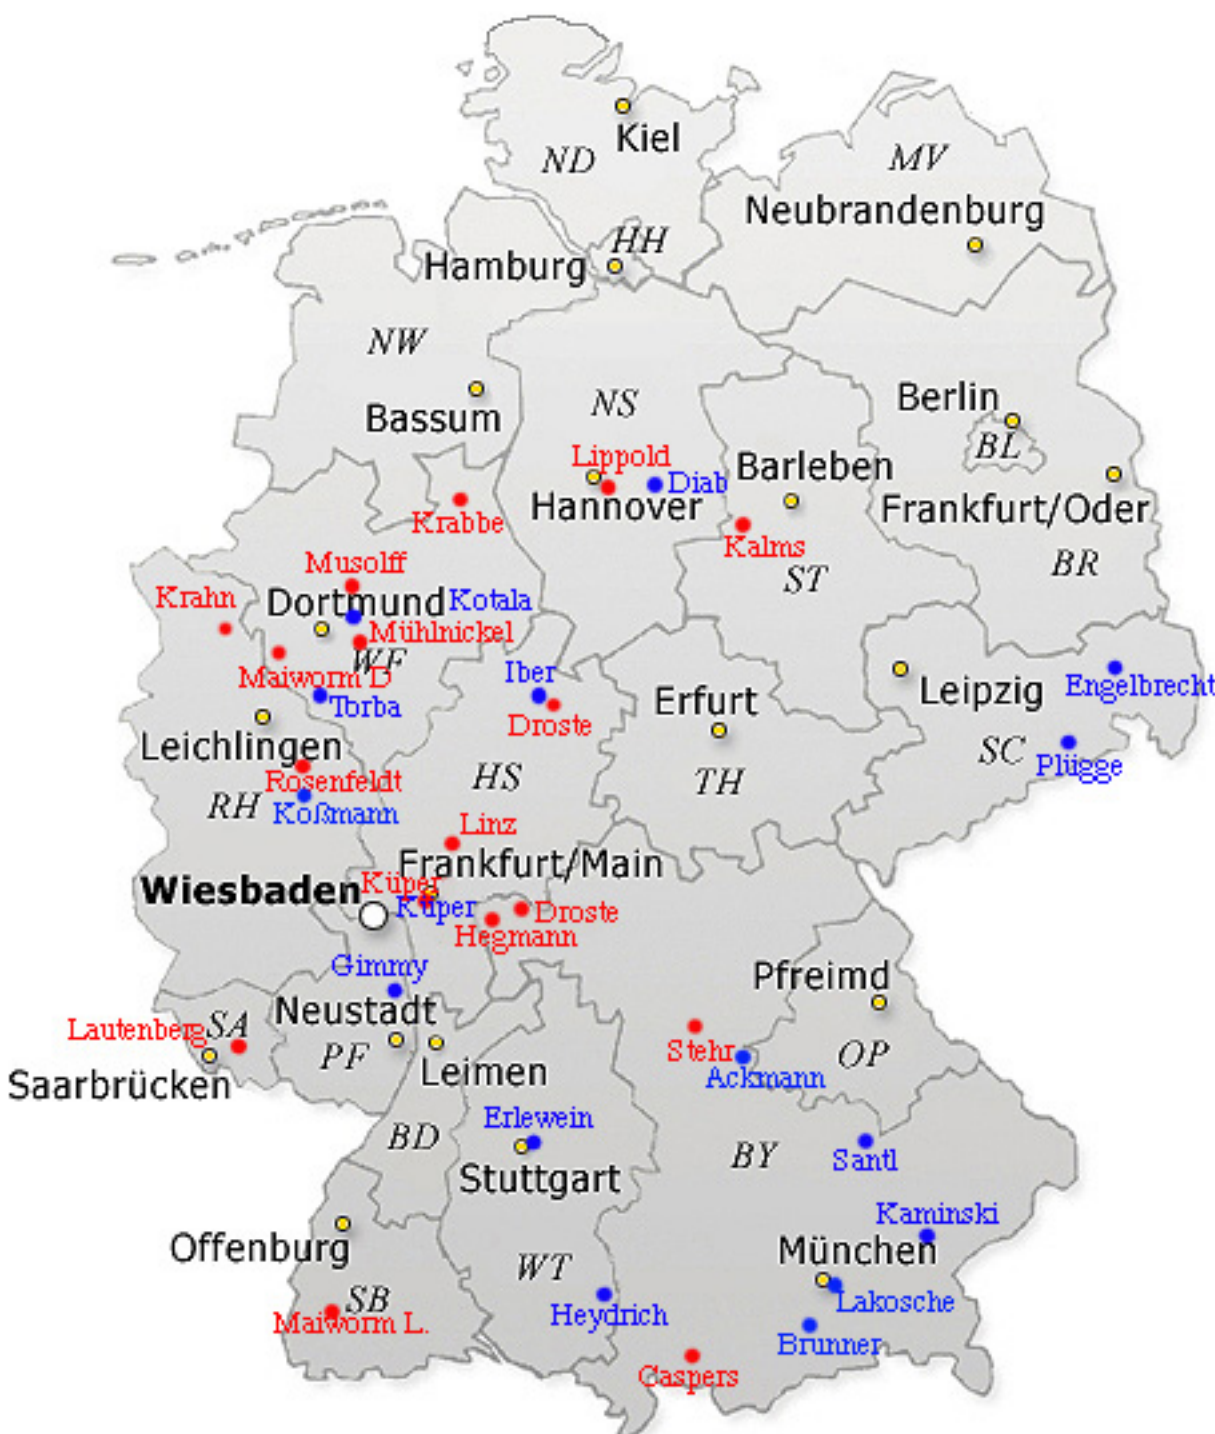 Kiel
ND
MV
Neubrandenburg
HH
Hamburg
NW
Bassum
NS
Berlin
BL
Lippold
Barleben
Diab
Hannover
Krabbe
Frankfurt/Oder
Kalms
BR
ST
Musolff
Krahn
Dortmund
Kotala
Mühlnickel
WF
Maiworm D
Iber
Torba
Droste
Erfurt
Leipzig
Engelbrecht
Leichlingen
SC
Plügge
Rosenfeldt
HS
TH
RH
Koßmann
Linz
Frankfurt/Main
Küper
Wiesbaden
Küper
Droste
Hegmann
Gimmy
Pfreimd
Neustadt
SA
Lautenberg
PF
Stehr
OP
Ackmann
Leimen
Saarbrücken
Erlewein
BD
BY
Santl
Stuttgart
Kaminski
Offenburg
München
WT
SB
Lakosche
Heydrich
Maiworm L.
Brunner
Caspers